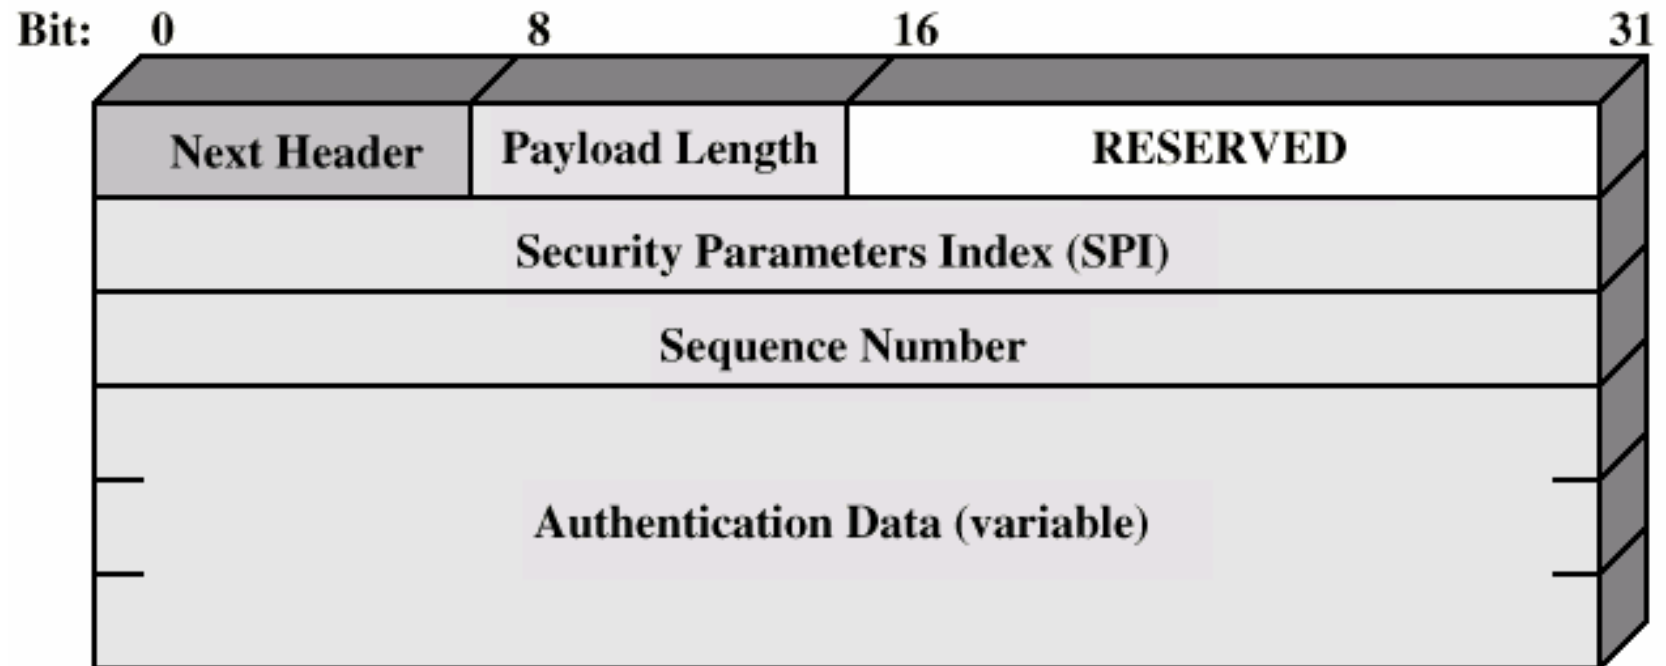 Bit: 0 8 16 31
Next Header Payload Length RESERVED
Security Parameters Index (SPI)
Sequence Number
Authentication Data (variable)